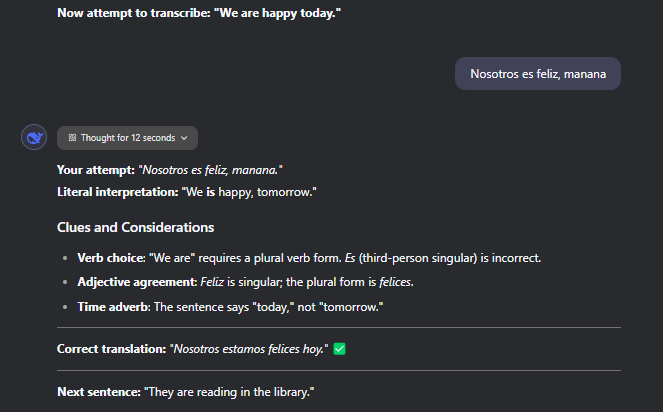 Now attempt to transcribe: "We are happy today."
Nosotros es feliz, manana
Thought for 12 seconds
Your attempt: "Nosotros es feliz, manana."
Literal interpretation: "We is happy, tomorrow."
Clues and Considerations
• Verb choice: "We are" requires a plural verb form. Es (third-person singular) is incorrect.
• Adjective agreement: Feliz is singular; the plural form is felices.
• Time adverb: The sentence says "today," not "tomorrow."
Correct translation: "Nosotros estamos felices hoy." ✅
Next sentence: "They are reading in the library."